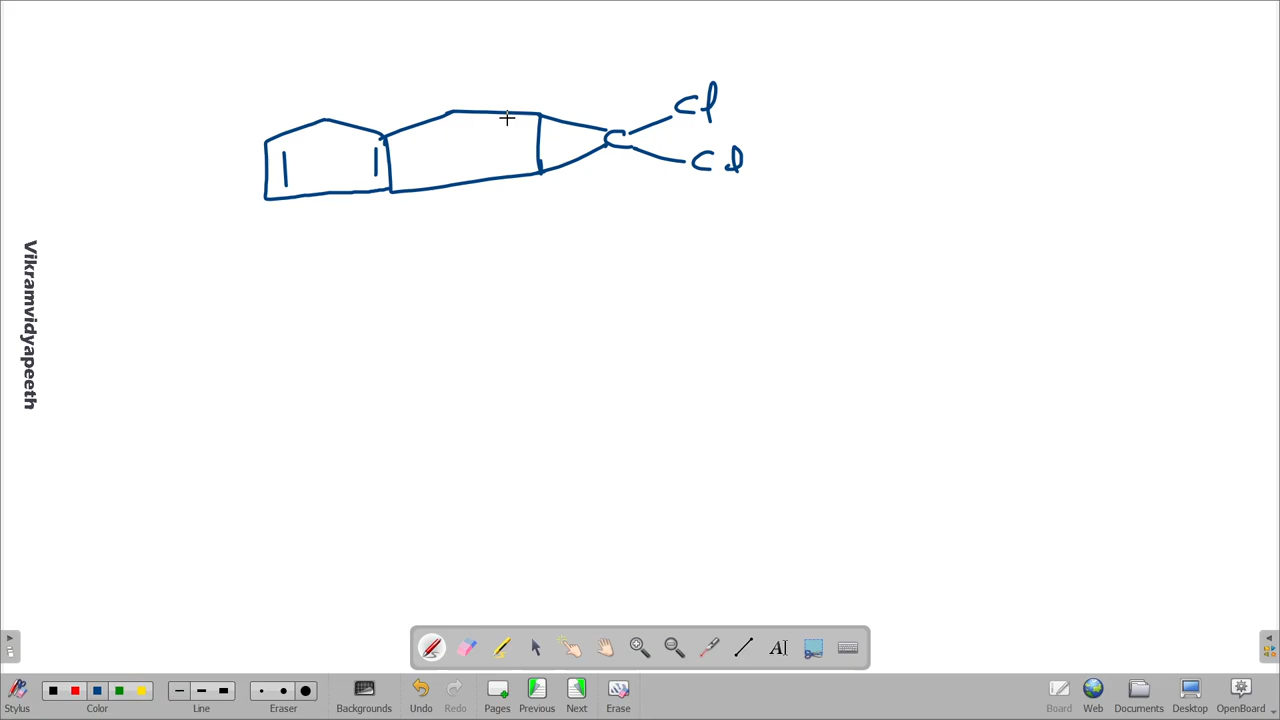 Cl
C
Cl
Vikramvidyapeeth
Stylus
Color
Line
Eraser
Backgrounds
Undo
Redo
Pages
Previous
Next
Erase
Board
Web
Documents
Desktop
OpenBoard